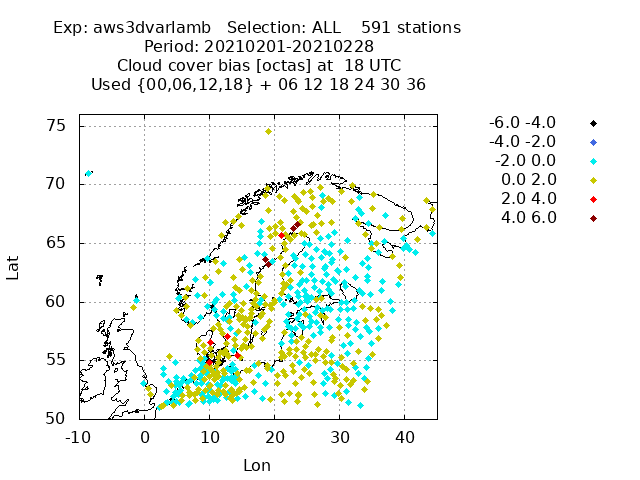 Exp: aws3dvarlamb   Selection: ALL    591 stations
Period: 20210201-20210228
Cloud cover bias [octas] at  18 UTC
Used {00,06,12,18} + 06 12 18 24 30 36
-6.0 -4.0
-4.0 -2.0
-2.0 0.0
0.0 2.0
2.0 4.0
4.0 6.0
Lat
75
70
65
60
55
50
-10 0 10 20 30 40
Lon